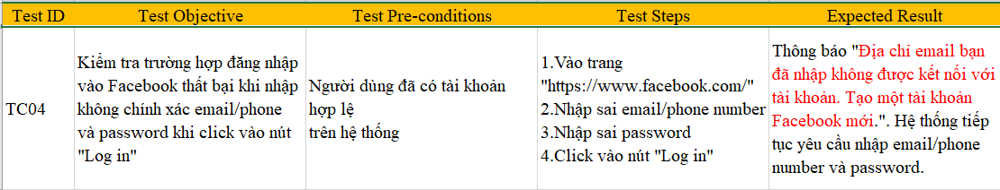 Test ID
Test Objective
Test Pre-conditions
Test Steps
Expected Result
TC04
Kiểm tra trường hợp đăng nhập
vào Facebook thất bại khi nhập
không chính xác email/phone
và password khi click vào nút
"Log in"
Người dùng đã có tài khoản
hợp lệ
trên hệ thống
1.Vào trang
"https://www.facebook.com/"
2.Nhập sai email/phone number
3.Nhập sai password
4.Click vào nút "Log in"
Thông báo "Địa chỉ email bạn
đã nhập không được kết nối với
tài khoản. Tạo một tài khoản
Facebook mới.". Hệ thống tiếp
tục yêu cầu nhập email/phone
number và password.